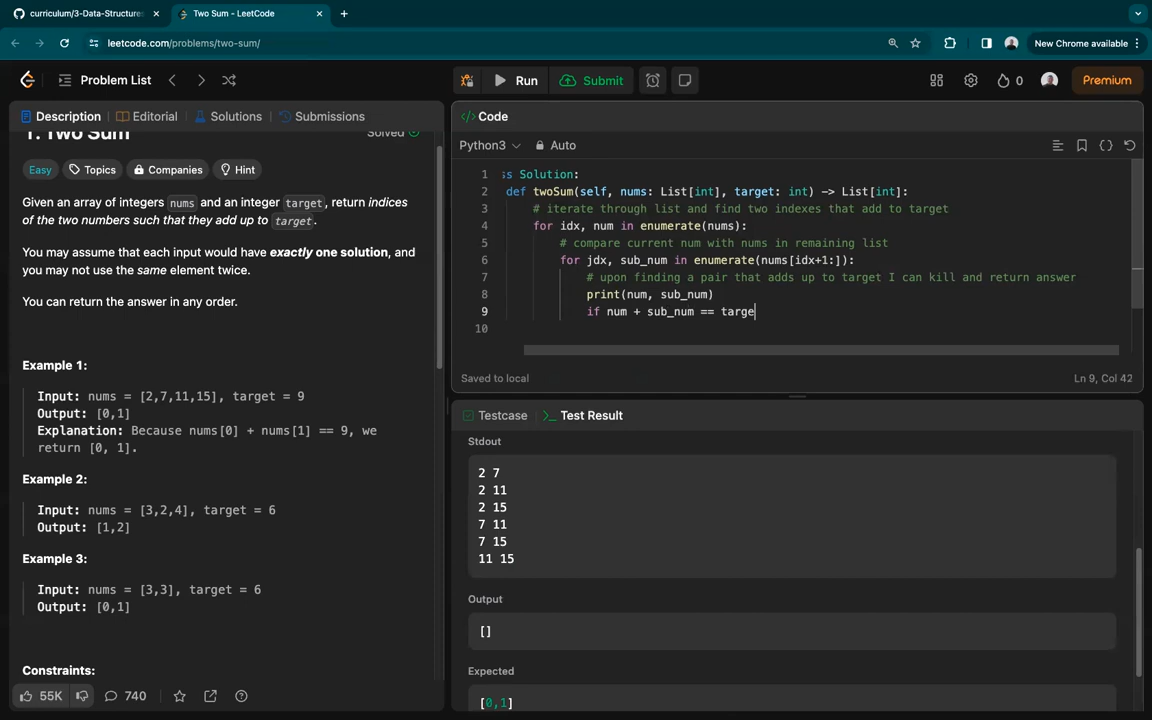 curriculum/3-Data-Structures
Two Sum - LeetCode
leetcode.com/problems/two-sum/
New Chrome available
Problem List
Run
Submit
0
Premium
Description
Editorial
Solutions
Submissions
1. Two Sum
Solved
Easy
Topics
Companies
Hint
Given an array of integers nums and an integer target, return indices
of the two numbers such that they add up to target.
You may assume that each input would have exactly one solution, and
you may not use the same element twice.
You can return the answer in any order.
Example 1:
Input: nums = [2,7,11,15], target = 9
Output: [0,1]
Explanation: Because nums[0] + nums[1] == 9, we
return [0, 1].
Example 2:
Input: nums = [3,2,4], target = 6
Output: [1,2]
Example 3:
Input: nums = [3,3], target = 6
Output: [0,1]
Constraints:
55K
740
Code
Python3
Auto
1 ss Solution:
2 def twoSum(self, nums: List[int], target: int) -> List[int]:
3 # iterate through list and find two indexes that add to target
4 for idx, num in enumerate(nums):
5 # compare current num with nums in remaining list
6 for jdx, sub_num in enumerate(nums[idx+1:]):
7 # upon finding a pair that adds up to target I can kill and return answer
8 print(num, sub_num)
9 if num + sub_num == targe
10
Saved to local
Ln 9, Col 42
Testcase
Test Result
Stdout
2 7
2 11
2 15
7 11
7 15
11 15
Output
[]
Expected
[0,1]